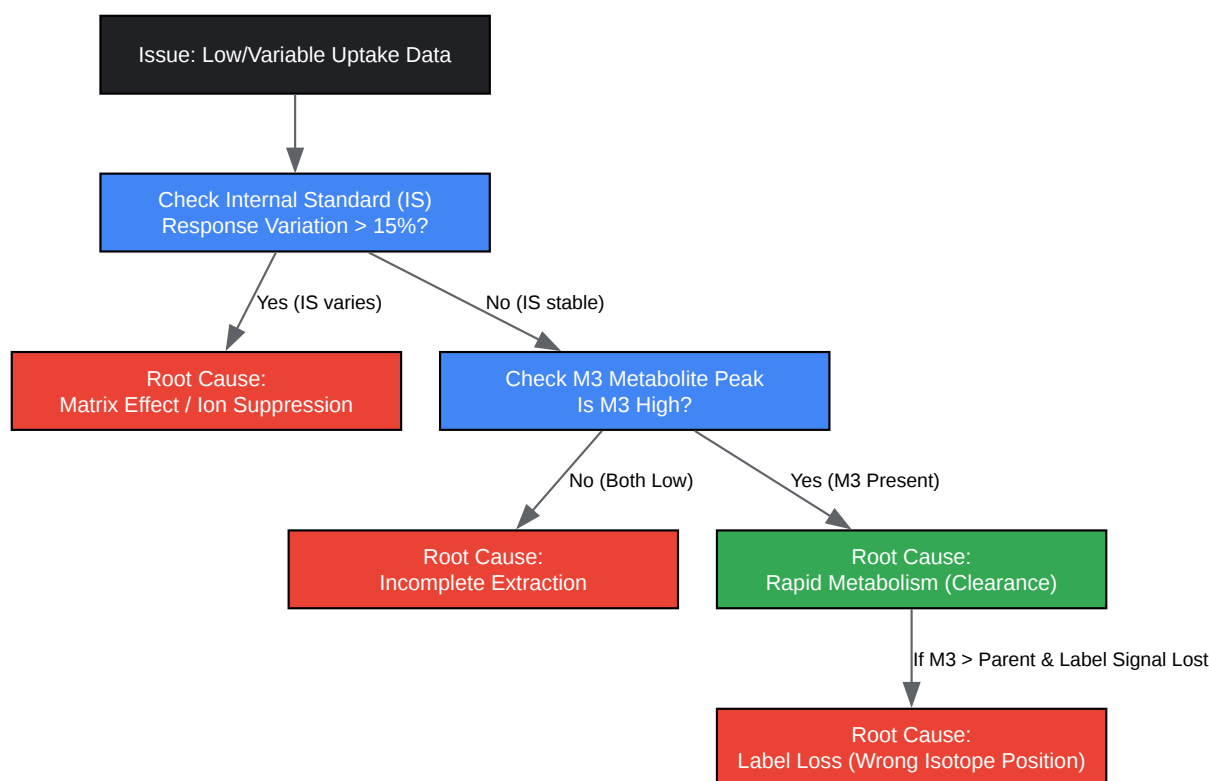 Issue: Low/Variable Uptake Data
Check Internal Standard (IS)
Response Variation > 15%?
Yes (IS varies)
No (IS stable)
Root Cause:
Matrix Effect / Ion Suppression
Check M3 Metabolite Peak
Is M3 High?
No (Both Low)
Yes (M3 Present)
Root Cause:
Incomplete Extraction
Root Cause:
Rapid Metabolism (Clearance)
If M3 > Parent & Label Signal Lost
Root Cause:
Label Loss (Wrong Isotope Position)